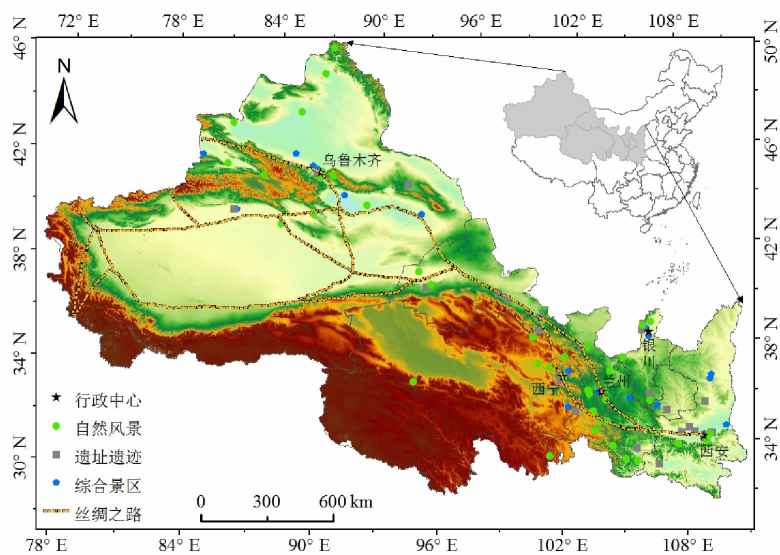 72° E 78° E 84° E 90° E 96° E 102° E 108° E
46° N
50° N
N
46° N
42° N
乌鲁木齐
42° N
38° N
38° N
银川
34° N
兰州
西宁
行政中心
自然风景
遗址遗迹
西安
34° N
30° N
综合景区
0 300 600 km
丝绸之路
78° E 84° E 90° E 96° E 102° E 108° E